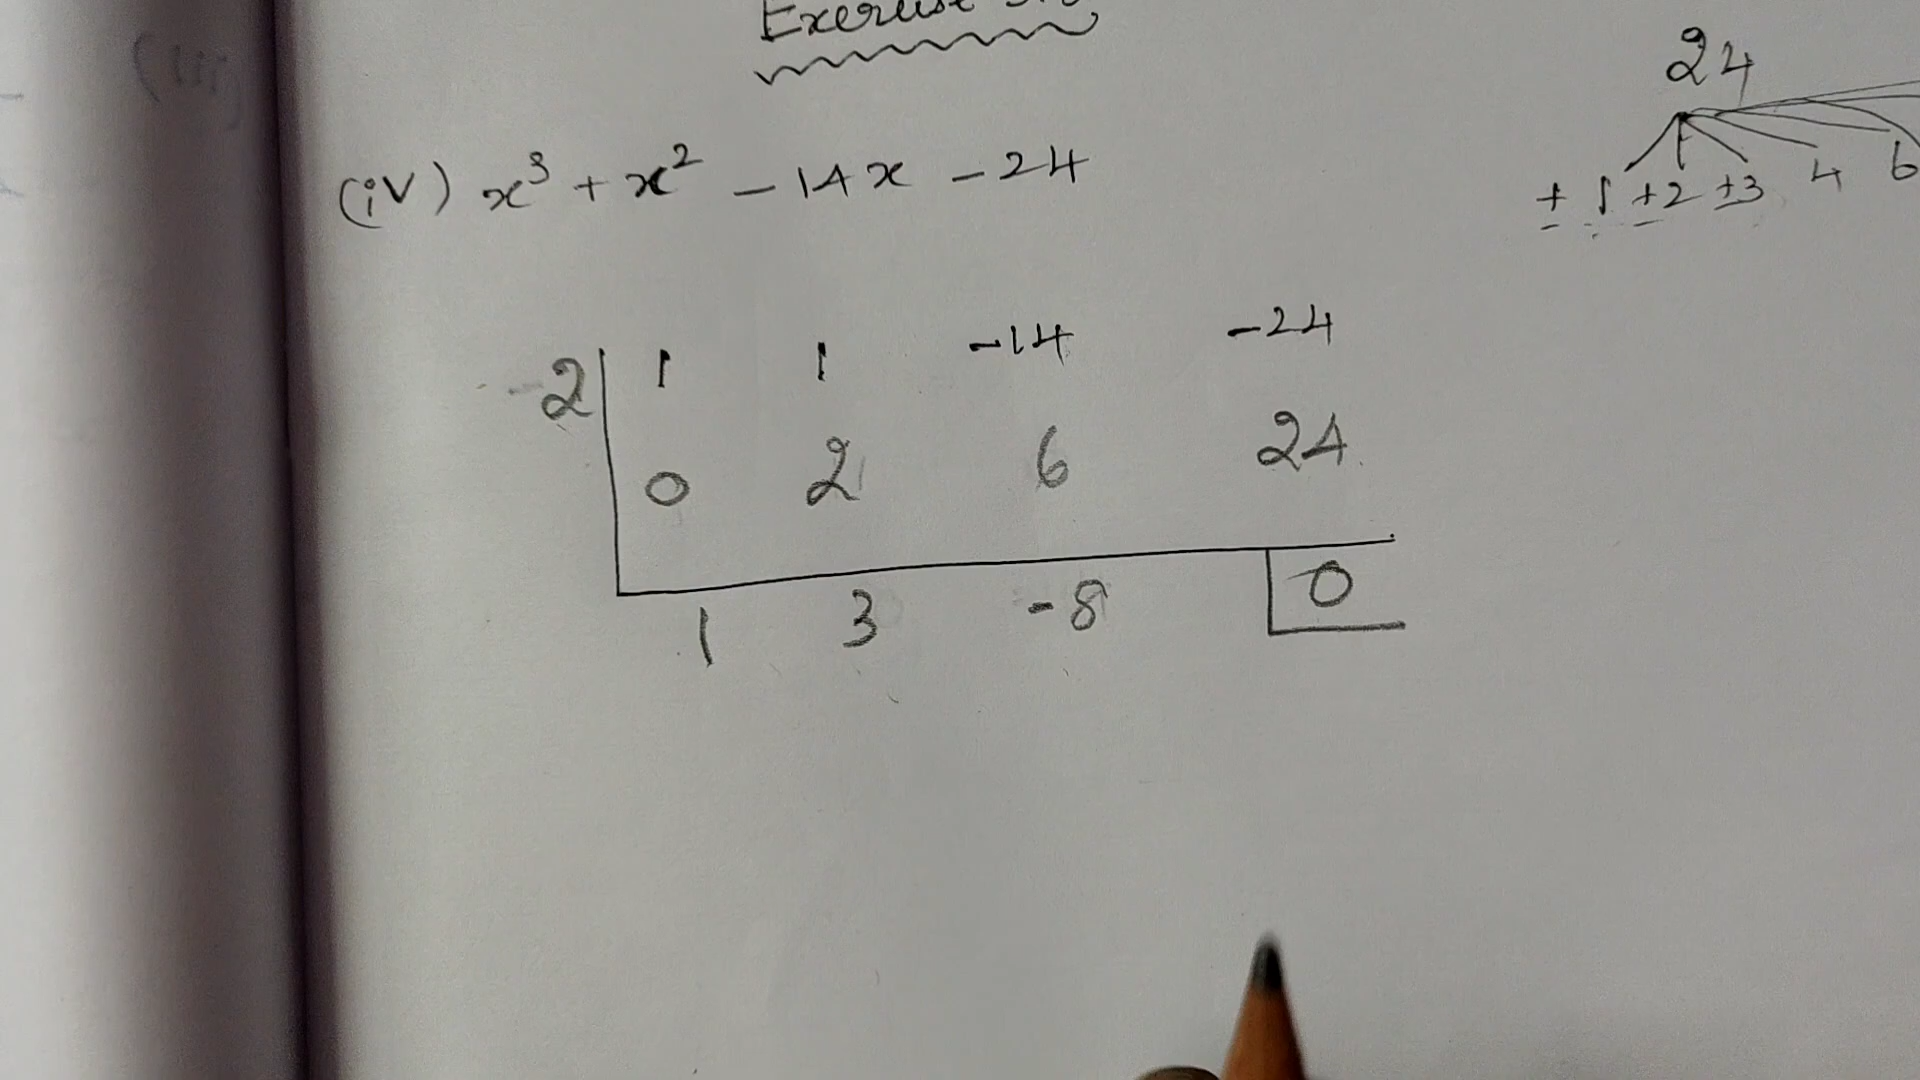 Exercise
24
± 1 ±2 ±3 4 6
(iv) x³ + x² - 14x - 24
-2 1 1 -14 -24
0 2 6 24
1 3 -8 0